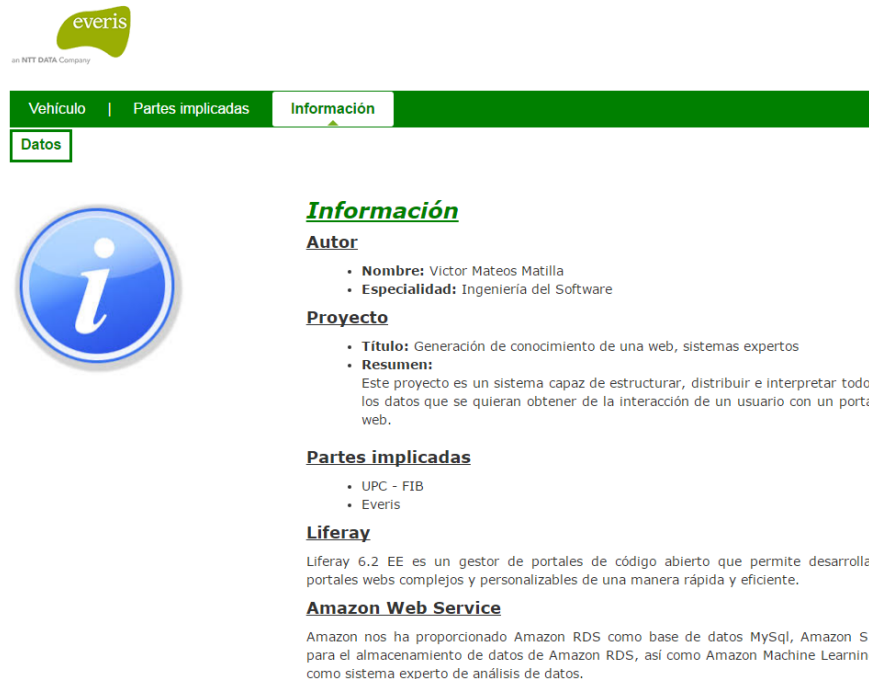 everis
an NTT DATA Company
Vehículo | Partes implicadas Información
Datos
Información
Autor
• Nombre: Victor Mateos Matilla
• Especialidad: Ingeniería del Software
Proyecto
• Título: Generación de conocimiento de una web, sistemas expertos
• Resumen:
Este proyecto es un sistema capaz de estructurar, distribuir e interpretar todo
los datos que se quieran obtener de la interacción de un usuario con un porta
web.
Partes implicadas
• UPC - FIB
• Everis
Liferay
Liferay 6.2 EE es un gestor de portales de código abierto que permite desarrolla
portales webs complejos y personalizables de una manera rápida y eficiente.
Amazon Web Service
Amazon nos ha proporcionado Amazon RDS como base de datos MySql, Amazon S
para el almacenamiento de datos de Amazon RDS, así como Amazon Machine Learnin
como sistema experto de análisis de datos.